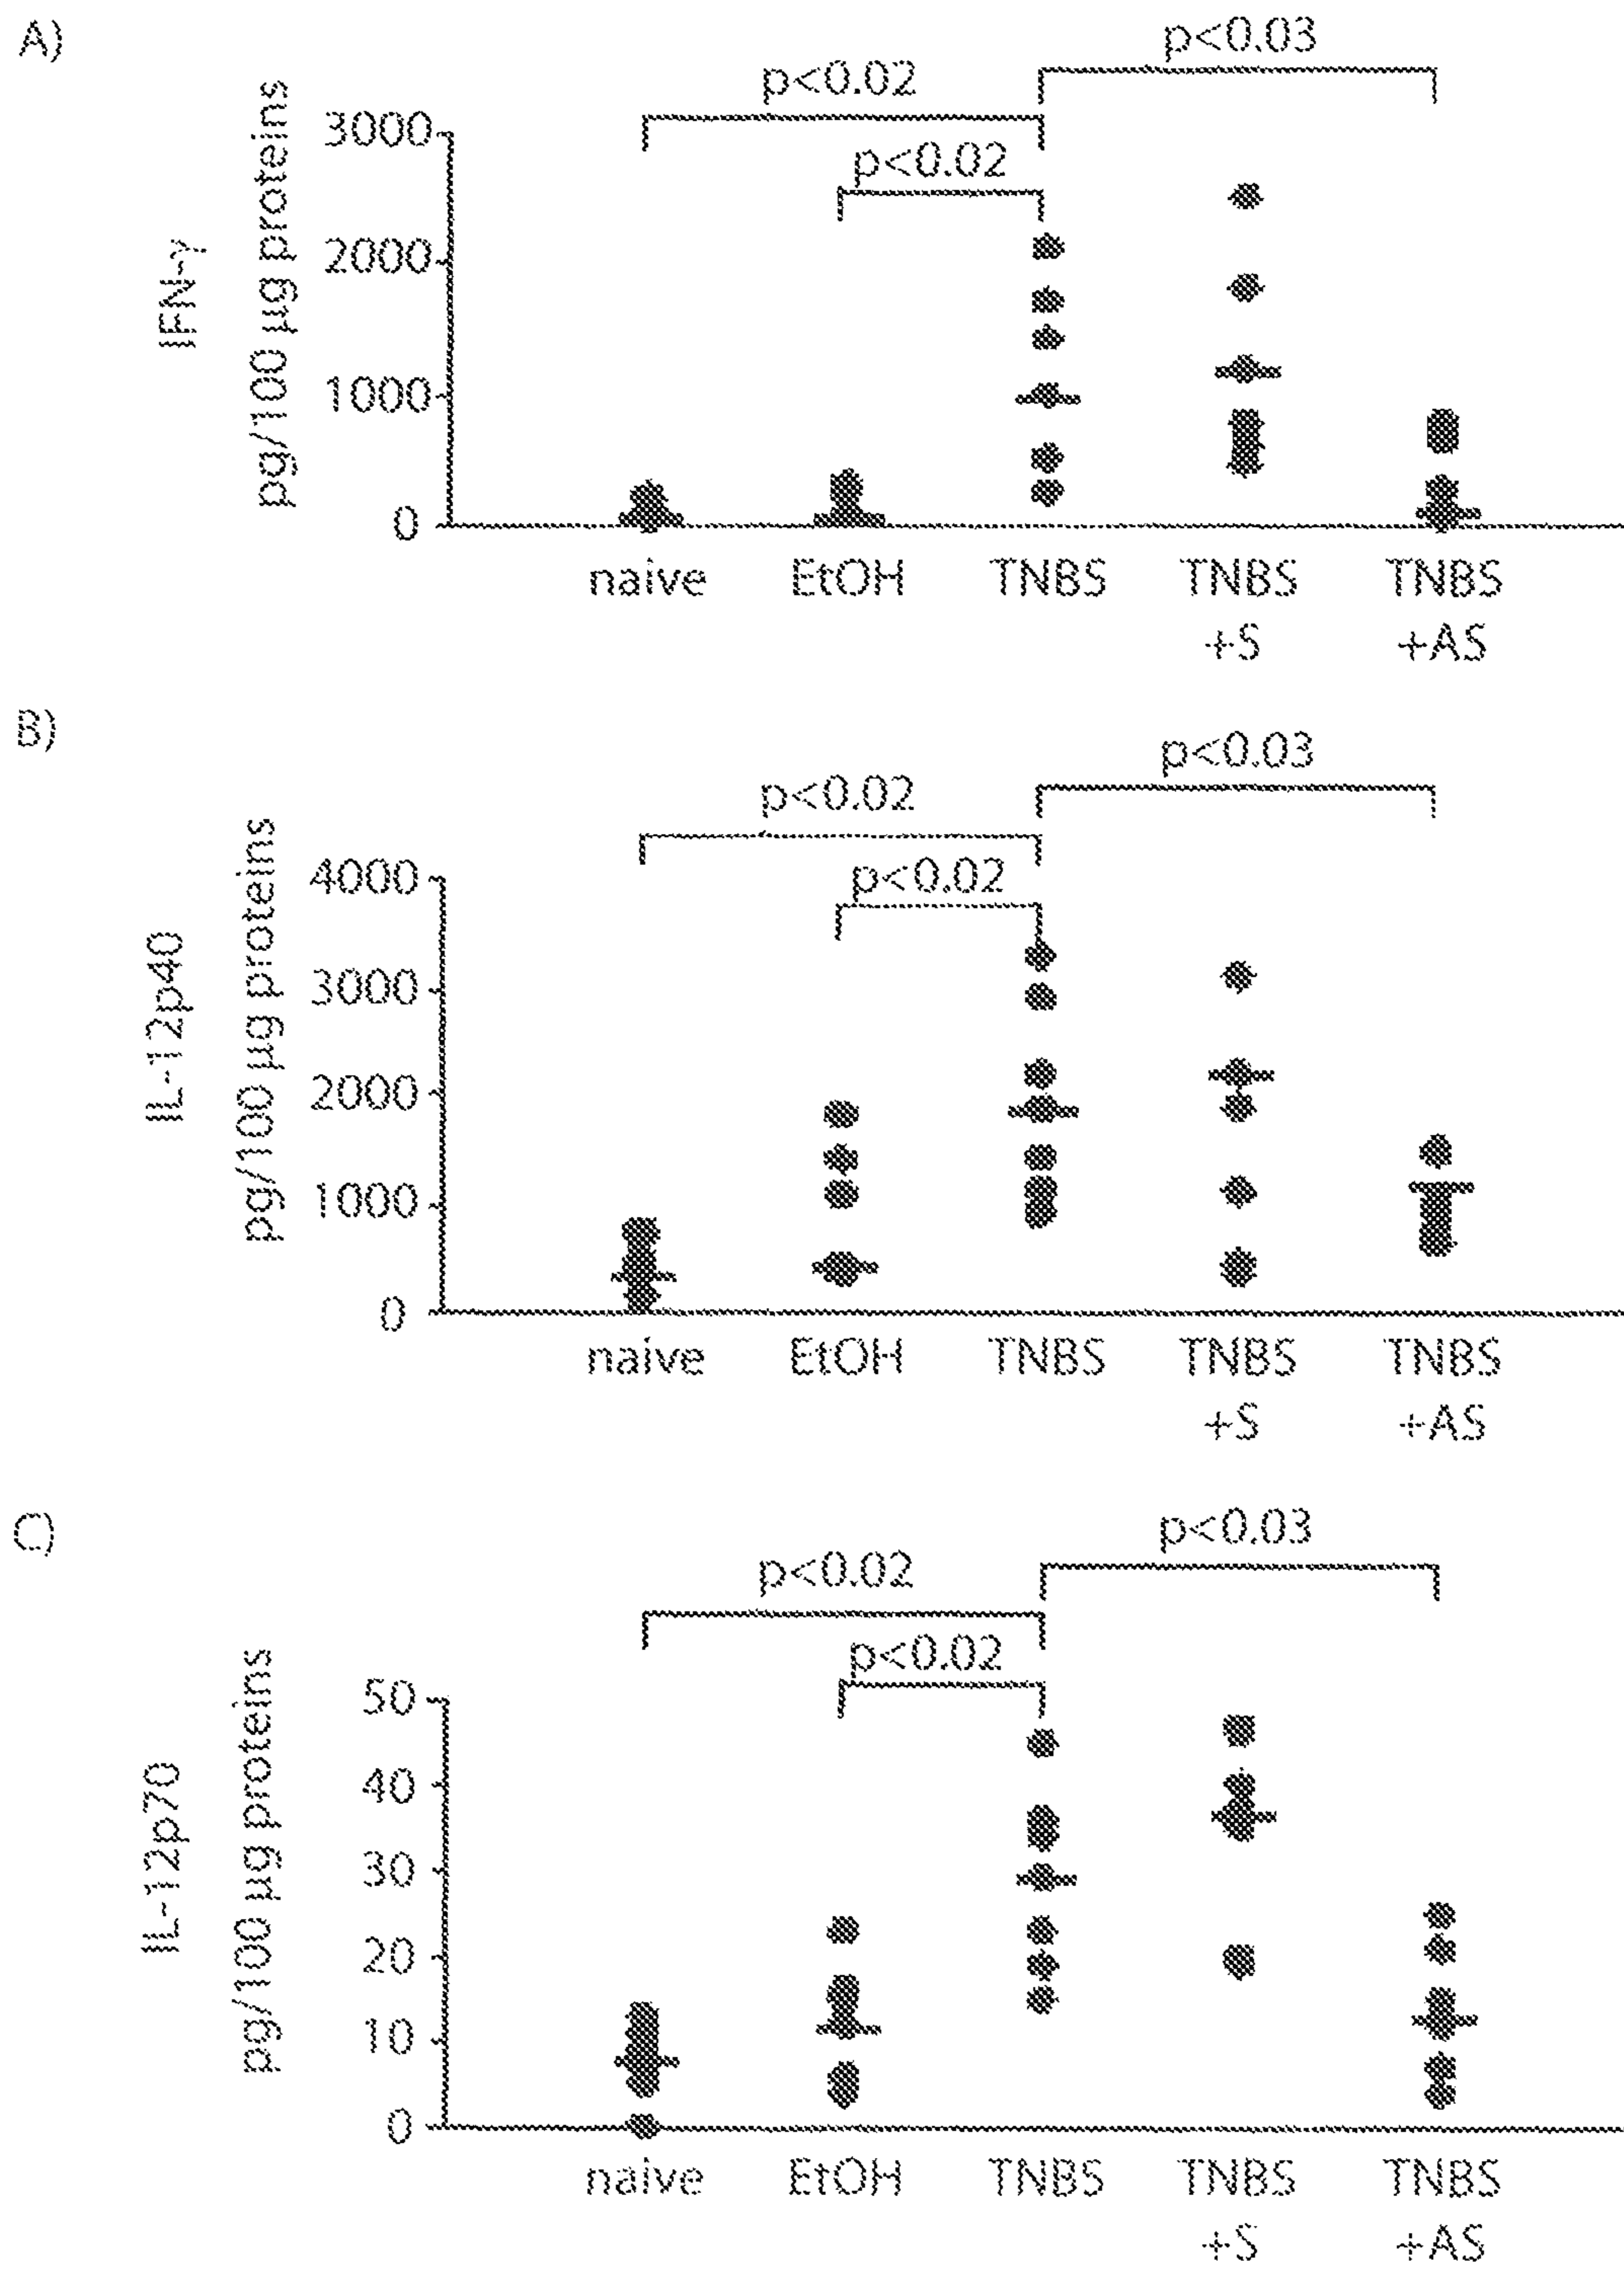 A)
p<0.03
p<0.02
p<0.02
IFN-γ
pg/100 µg proteins
3000
2000
1000
0
naive EtOH TNBS TNBS TNBS
+S +AS
B)
p<0.03
p<0.02
p<0.02
IL-12p40
pg/100 µg proteins
4000
3000
2000
1000
0
naive EtOH TNBS TNBS TNBS
+S +AS
C)
p<0.03
p<0.02
p<0.02
IL-12p70
pg/100 µg proteins
50
40
30
20
10
0
naive EtOH TNBS TNBS TNBS
+S +AS